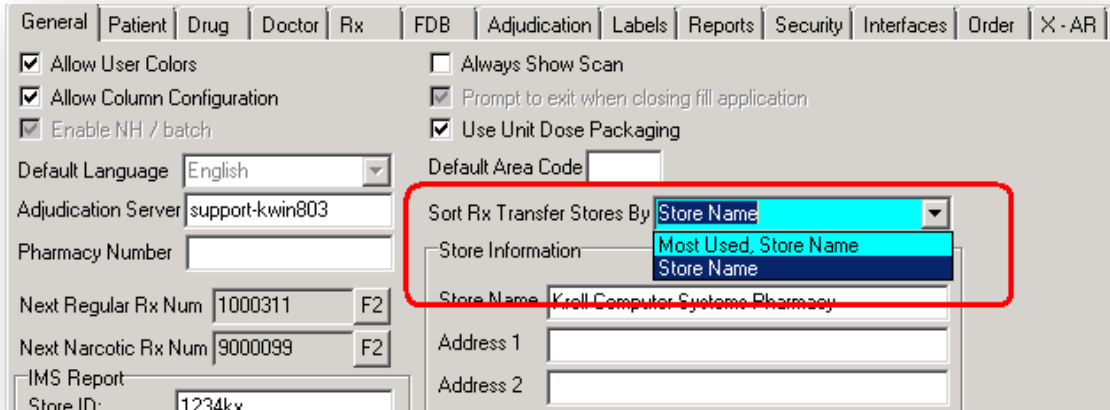 General Patient Drug Doctor Rx FDB Adjudication Labels Reports Security Interfaces Order X - AR
Allow User Colors
Always Show Scan
Allow Column Configuration
Prompt to exit when closing fill application
Enable NH / batch
Use Unit Dose Packaging
Default Language English
Default Area Code
Adjudication Server support-kwin803
Sort Rx Transfer Stores By Store Name
Most Used, Store Name
Store Name
Pharmacy Number
Store Information
Next Regular Rx Num 1000311 F2
Store Name Kroll Computer Systems Pharmacy
Next Narcotic Rx Num 9000099 F2
Address 1
IMS Report
Address 2
Store ID: 1234kx